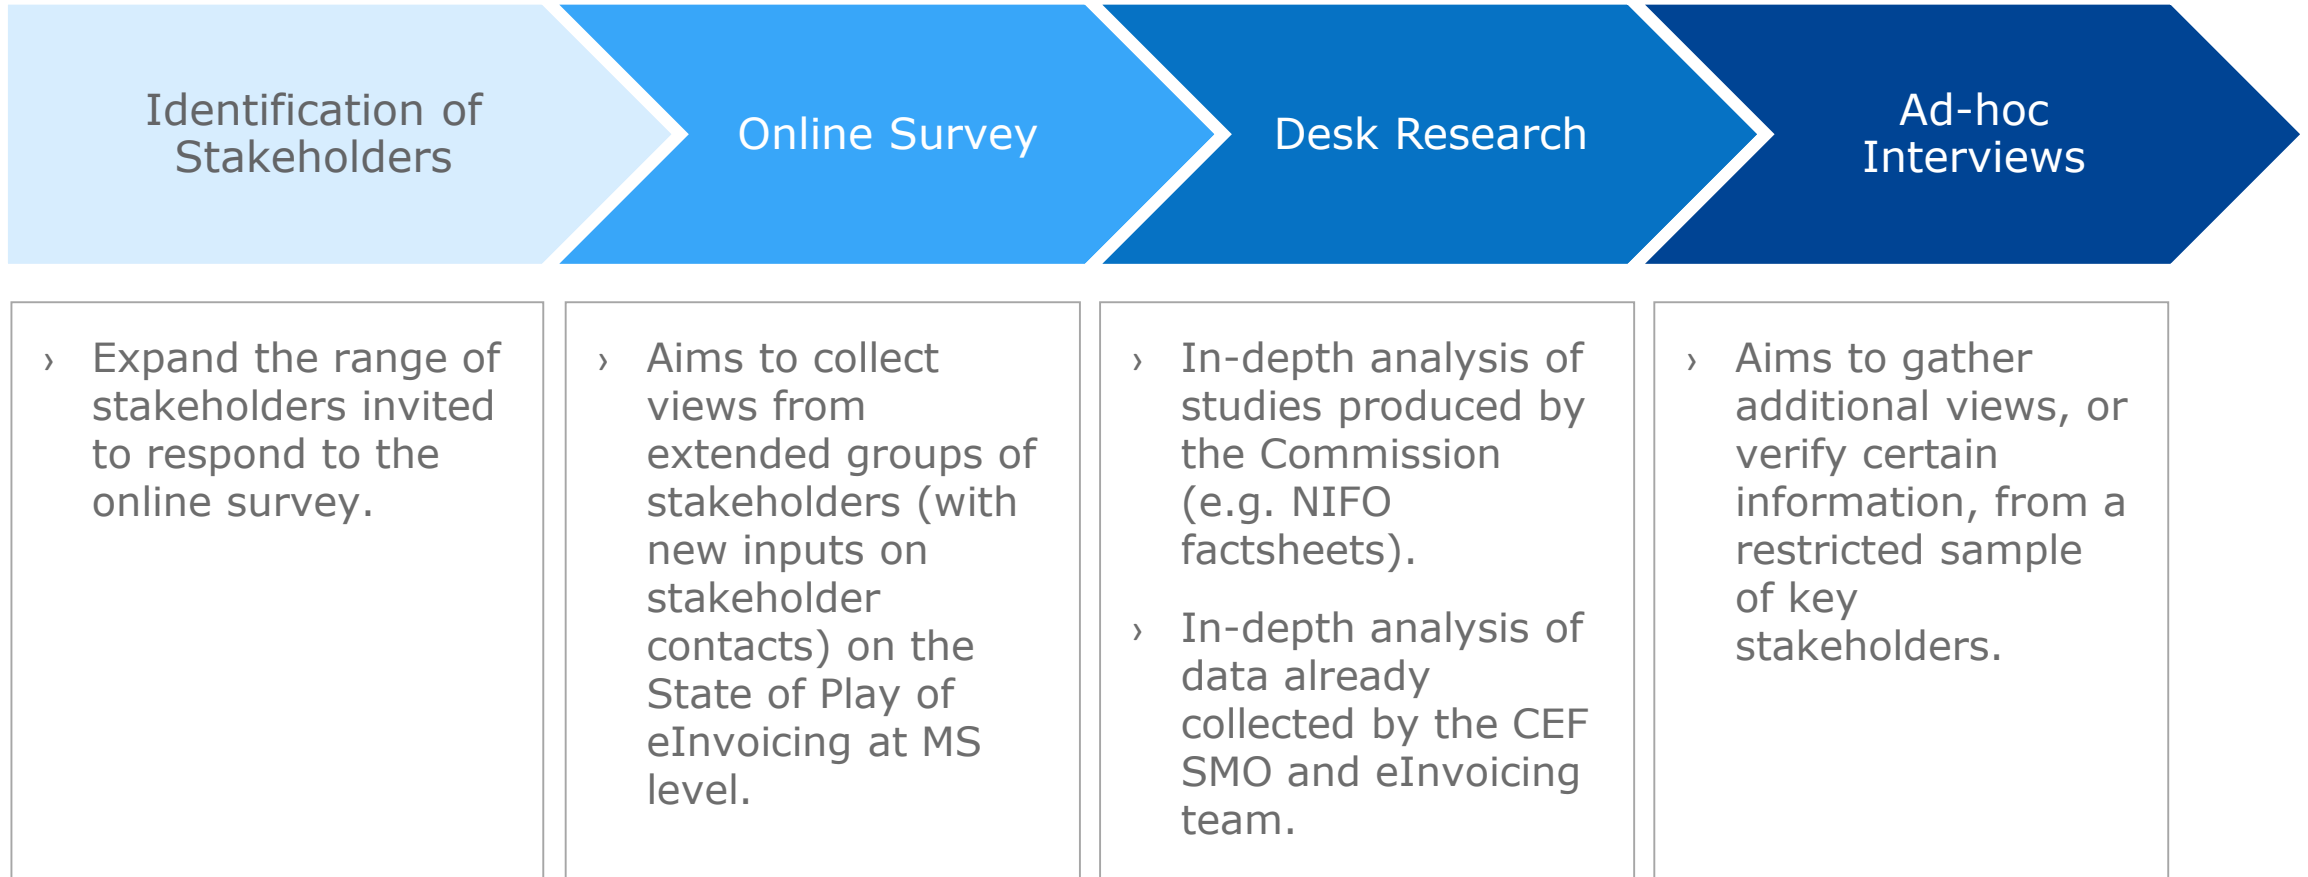 Identification of
Stakeholders
Online Survey
Desk Research
Ad-hoc
Interviews
› Expand the range of
stakeholders invited
to respond to the
online survey.
› Aims to collect
views from
extended groups of
stakeholders (with
new inputs on
stakeholder
contacts) on the
State of Play of
eInvoicing at MS
level.
› In-depth analysis of
studies produced by
the Commission
(e.g. NIFO
factsheets).
› In-depth analysis of
data already
collected by the CEF
SMO and eInvoicing
team.
› Aims to gather
additional views, or
verify certain
information, from a
restricted sample
of key
stakeholders.